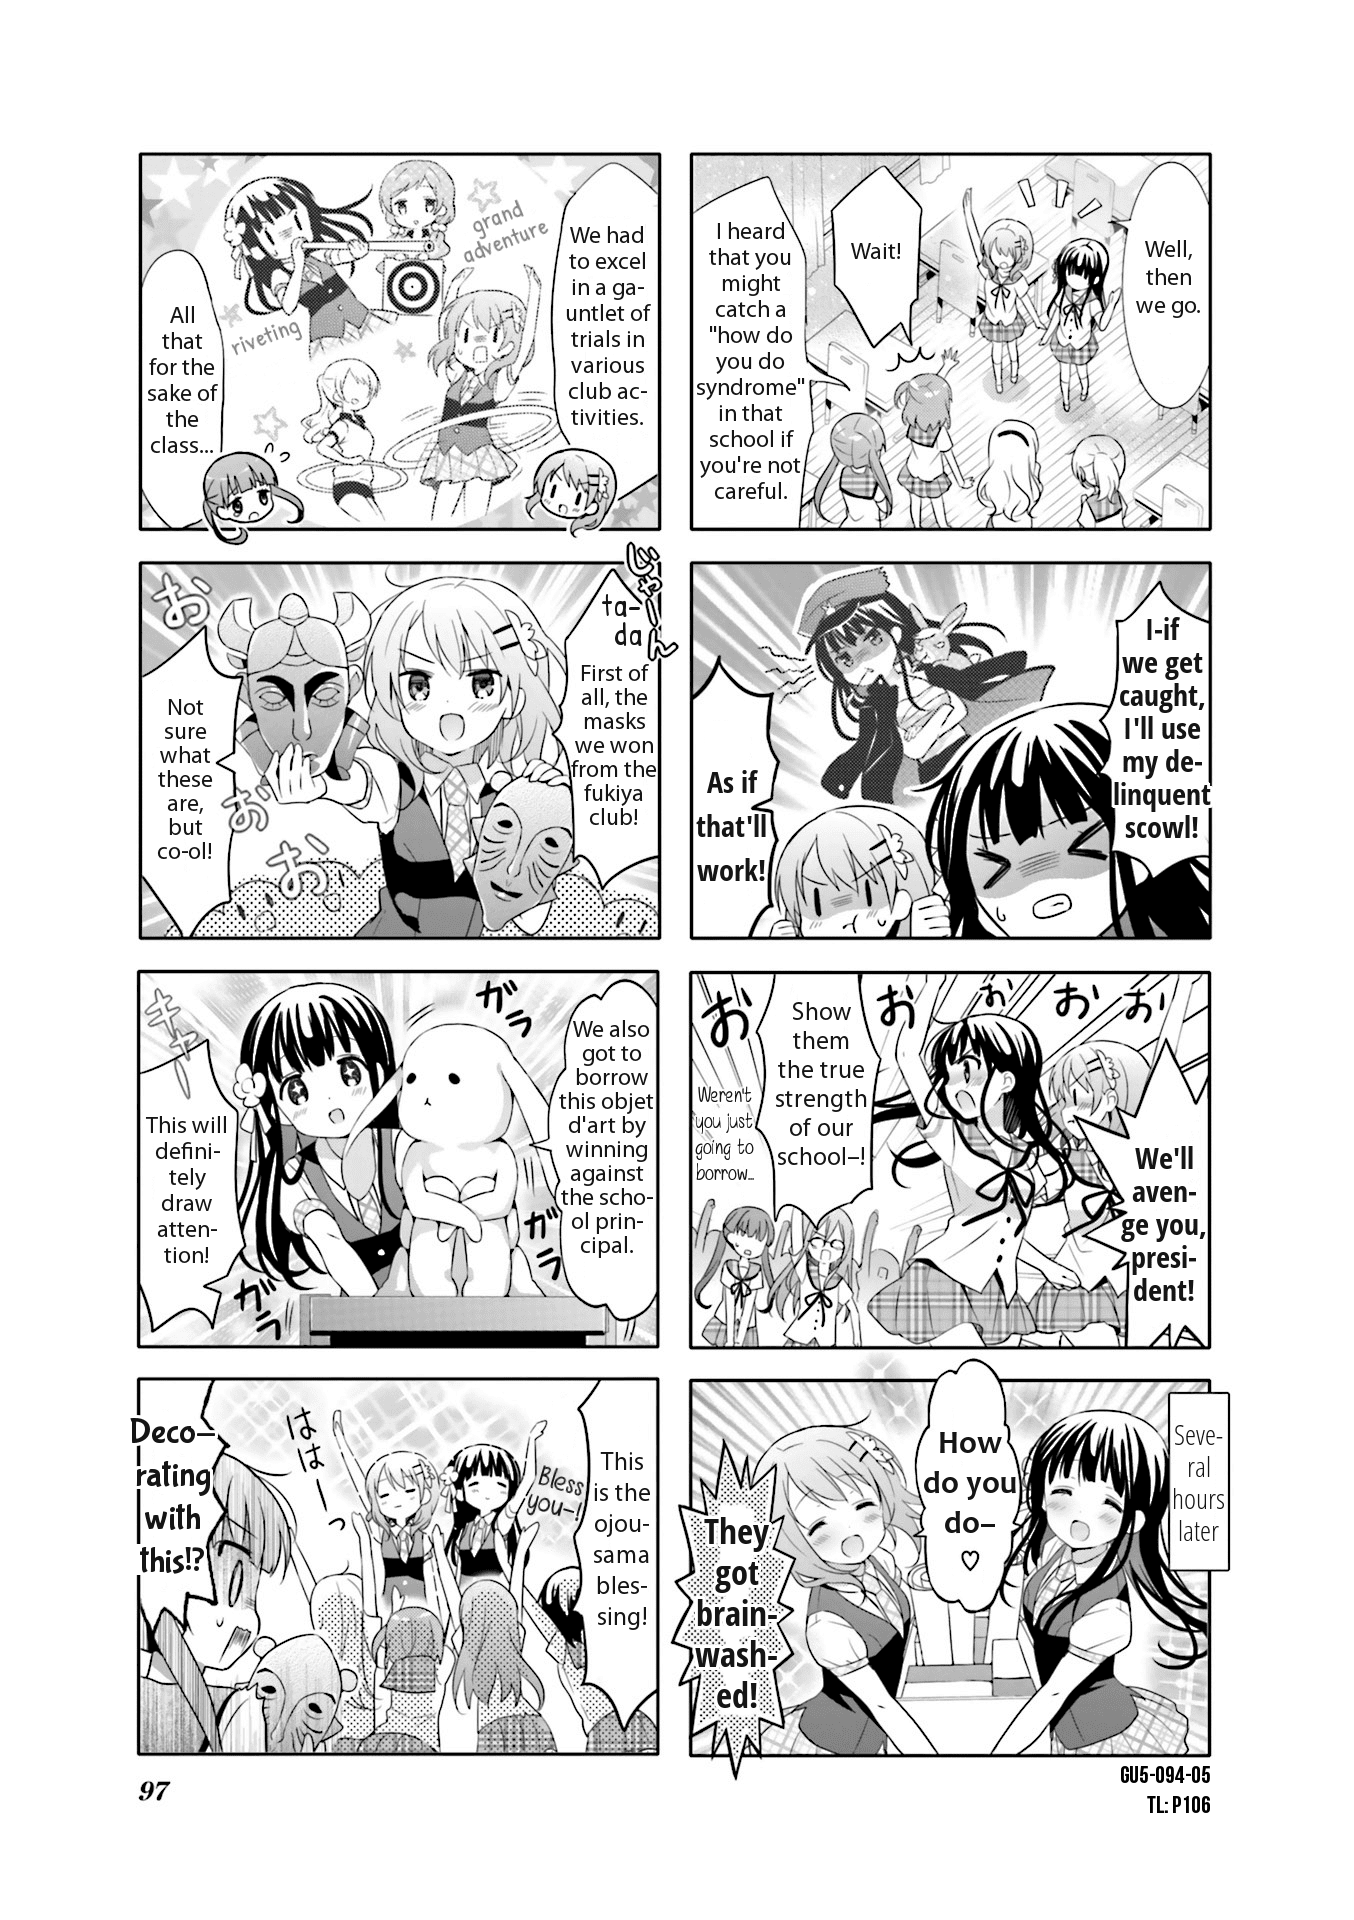 Well,
then
we go.
Wait!
I heard
that you
might
catch a
"how do
you do
syndrome"
in that
school if
you're not
careful.
I-if
we get
caught,
I'll use
my de-
linquent
scowl!
As if
that'll
work!
We'll
aven-
ge you,
presi-
dent!
お
お
お
お
Show
them
the true
strength
of our
school–!
お
Weren't
you just
going to
borrow...
Seve-
ral
hours
later
How
do you
do–
♥
They
got
brain-
wash-
ed!
We had
to excel
in a ga-
untlet of
trials in
various
club ac-
tivities.
grand
adventure
riveting
All
that
for the
sake of
the
class...
じゃーん
ta-
da
First of
all, the
masks
we won
from the
fukiya
club!
お
お
お
Not
sure
what
these
are,
but
co-ol!
We also
got to
borrow
this objet
d'art by
winning
against
the scho-
ol prin-
cipal.
ガラ
ガラ
ガラ
キャー
This will
defini-
tely
draw
atten-
tion!
This
is the
ojou-
sama
bles-
sing!
Bless
you–!
ははーっ
Deco–
rating
with
this!?
97
GU5-094-05
TL: P106